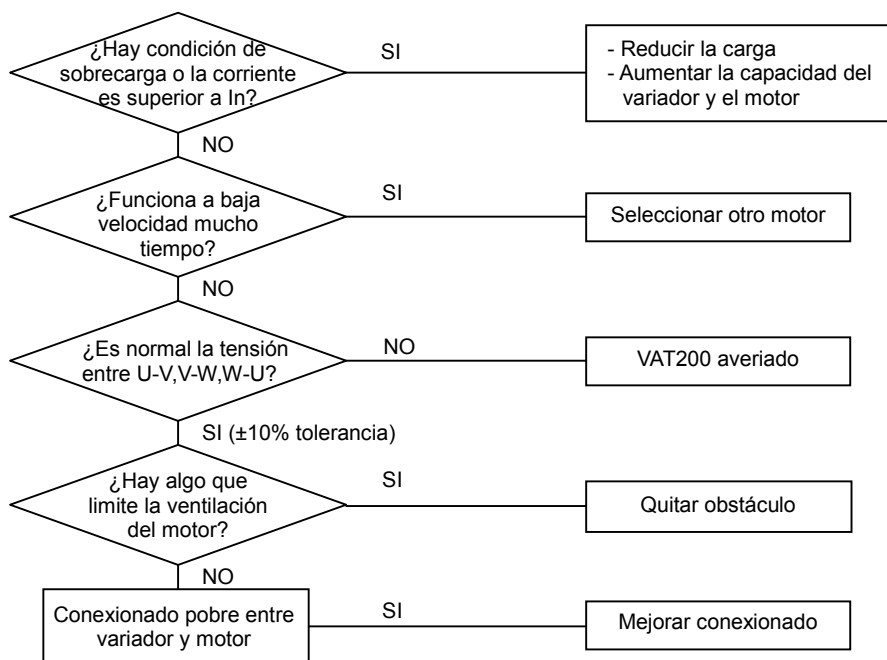 ¿Hay condición de
sobrecarga o la corriente
es superior a In?
SI
- Reducir la carga
- Aumentar la capacidad del
variador y el motor
NO
¿Funciona a baja
velocidad mucho
tiempo?
SI
Seleccionar otro motor
NO
¿Es normal la tensión
entre U-V,V-W,W-U?
NO
VAT200 averiado
SI (±10% tolerancia)
¿Hay algo que
limite la ventilación
del motor?
SI
Quitar obstáculo
NO
Conexionado pobre entre
variador y motor
SI
Mejorar conexionado